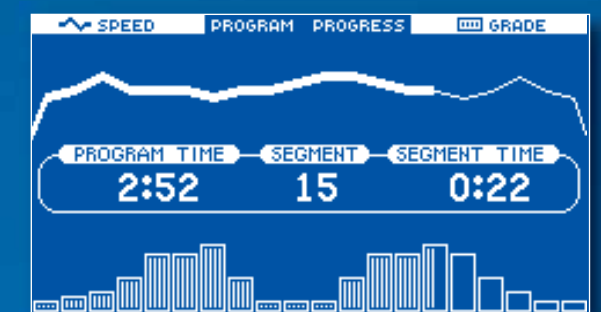 SPEED PROGRAM PROGRESS GRADE
PROGRAM TIME SEGMENT SEGMENT TIME
2:52 15 0:22